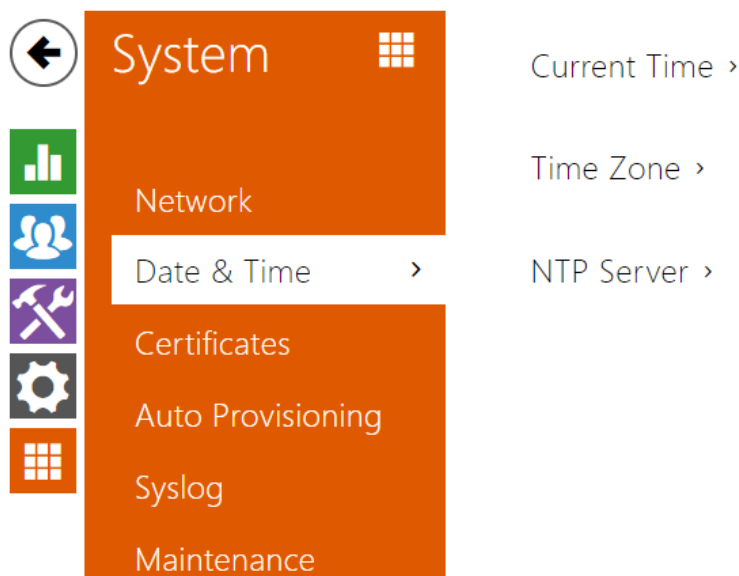 System
Network
Date & Time ›
Certificates
Auto Provisioning
Syslog
Maintenance
Current Time ›
Time Zone ›
NTP Server ›